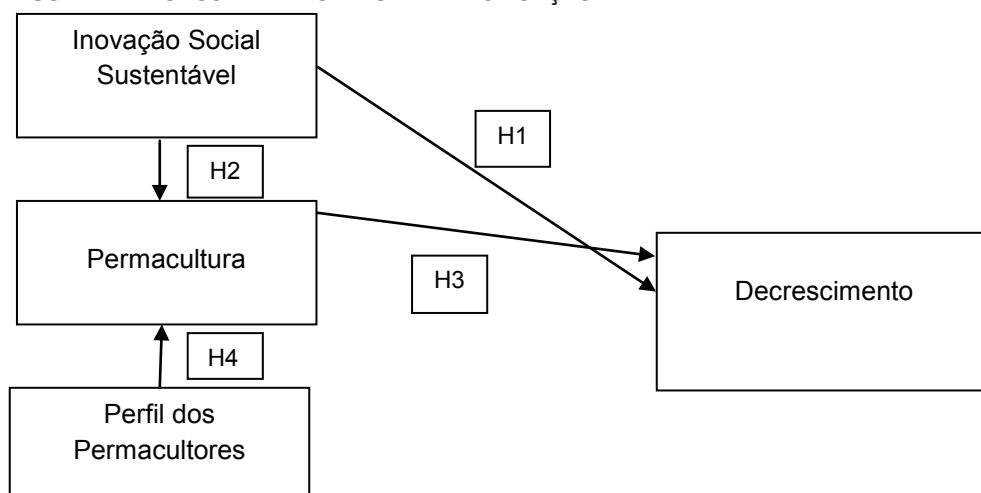 Inovação Social
Sustentável
H1
H2
Permacultura
H3
Decrescimento
H4
Perfil dos
Permacultores